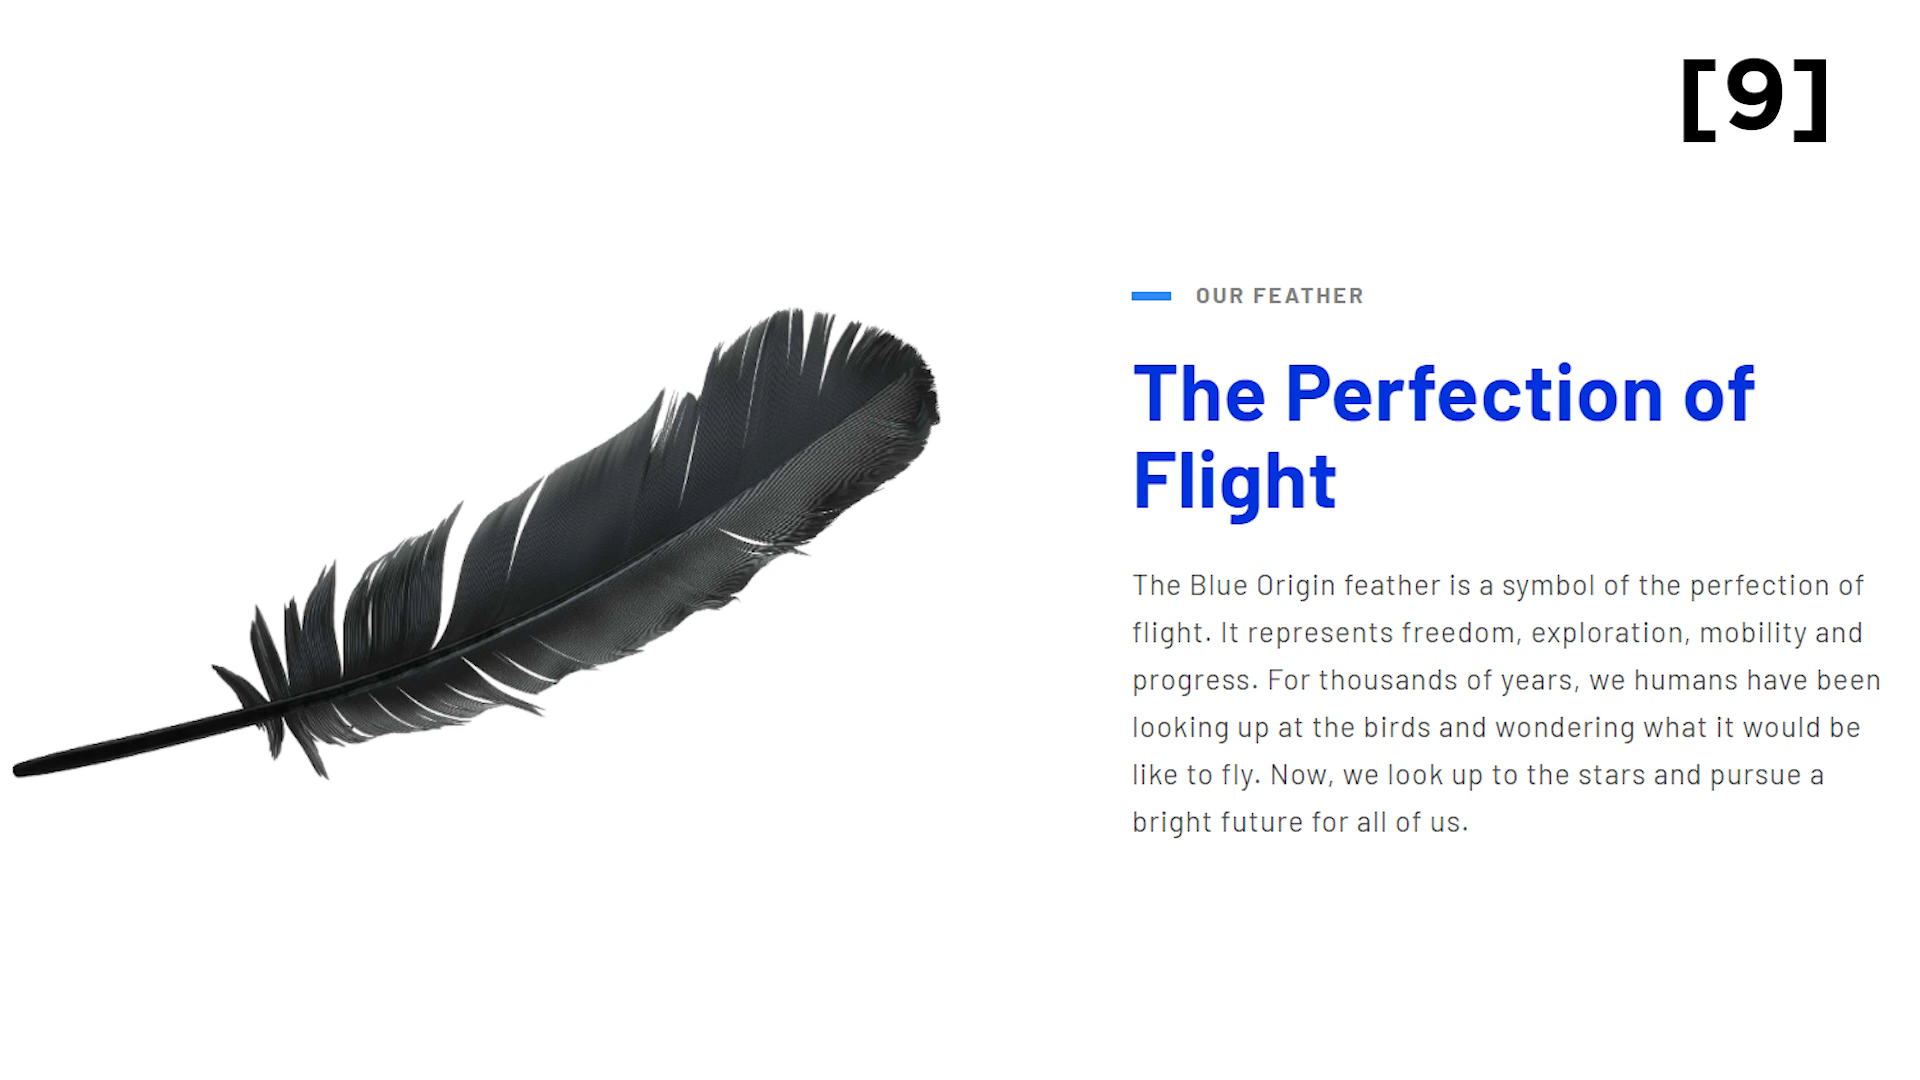 [9]
OUR FEATHER
The Perfection of
Flight
The Blue Origin feather is a symbol of the perfection of
flight. It represents freedom, exploration, mobility and
progress. For thousands of years, we humans have been
looking up at the birds and wondering what it would be
like to fly. Now, we look up to the stars and pursue a
bright future for all of us.